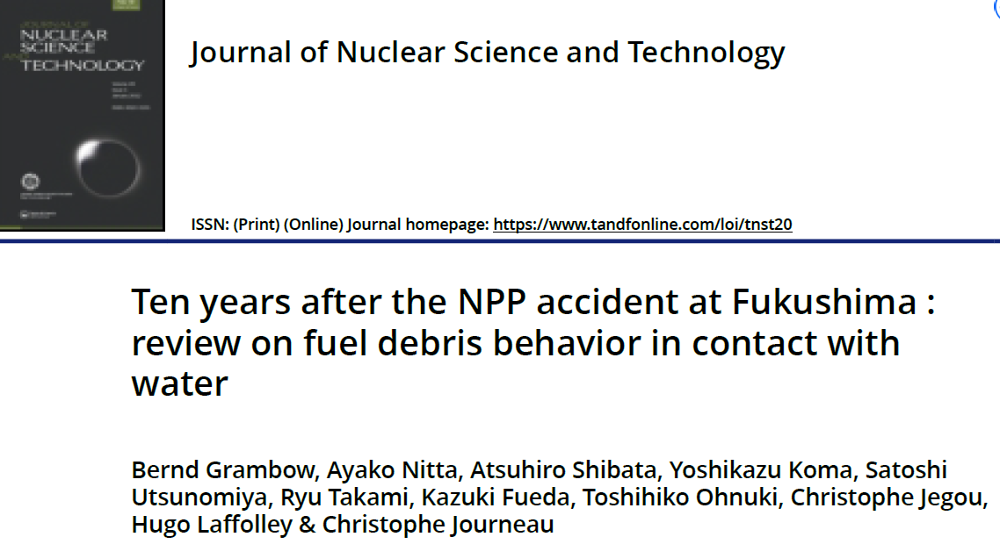 JOURNAL OF
NUCLEAR
SCIENCE
AND
TECHNOLOGY
Journal of Nuclear Science and Technology
ISSN: (Print) (Online) Journal homepage: https://www.tandfonline.com/loi/tnst20
Ten years after the NPP accident at Fukushima :
review on fuel debris behavior in contact with
water
Bernd Grambow, Ayako Nitta, Atsuhiro Shibata, Yoshikazu Koma, Satoshi
Utsunomiya, Ryu Takami, Kazuki Fueda, Toshihiko Ohnuki, Christophe Jegou,
Hugo Laffolley & Christophe Journeau